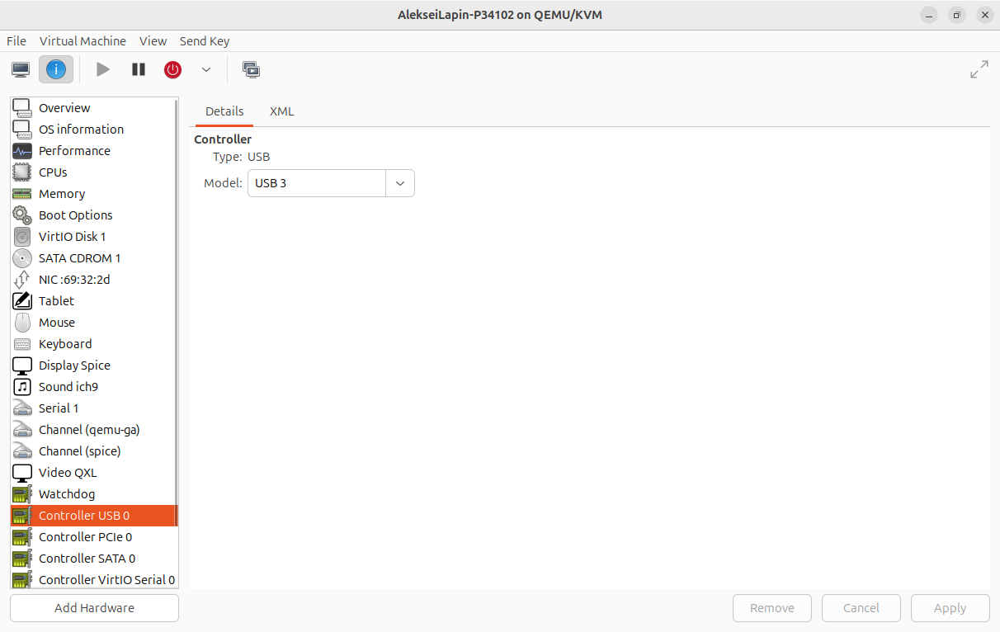 AlekseiLapin-P34102 on QEMU/KVM
File Virtual Machine View Send Key
Overview
OS information
Performance
CPUs
Memory
Boot Options
VirtIO Disk 1
SATA CDROM 1
NIC :69:32:2d
Tablet
Mouse
Keyboard
Display Spice
Sound ich9
Serial 1
Channel (qemu-ga)
Channel (spice)
Video QXL
Watchdog
Controller USB 0
Controller PCIe 0
Controller SATA 0
Controller VirtIO Serial 0
Add Hardware
Details XML
Controller
Type: USB
Model: USB 3
Remove Cancel Apply